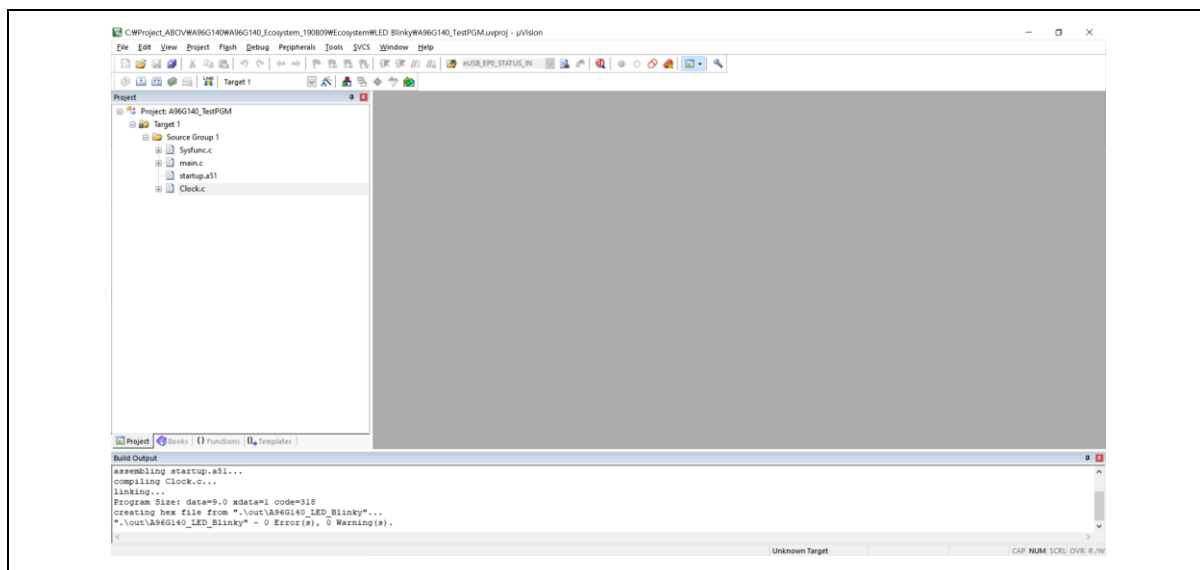 C:₩Project_ABOV₩A96G140₩A96G140_Ecosystem_190809₩Ecosystem₩LED Blinky₩A96G140_TestPGM.uvproj - µVision
File Edit View Project Flash Debug Peripherals Tools SVCS Window Help
eUSB_EP0_STATUS_IN
LOAD Target 1
Project
Project: A96G140_TestPGM
Target 1
Source Group 1
Sysfunc.c
main.c
startup.a51
Clock.c
Project Books {} Functions Templates
Build Output
assembling startup.a51...
compiling Clock.c...
linking...
Program Size: data=9.0 xdata=1 code=318
creating hex file from ".\out\A96G140_LED_Blinky"...
".\out\A96G140_LED_Blinky" - 0 Error(s), 0 Warning(s).
Unknown Target CAP NUM SCRL OVR R/W